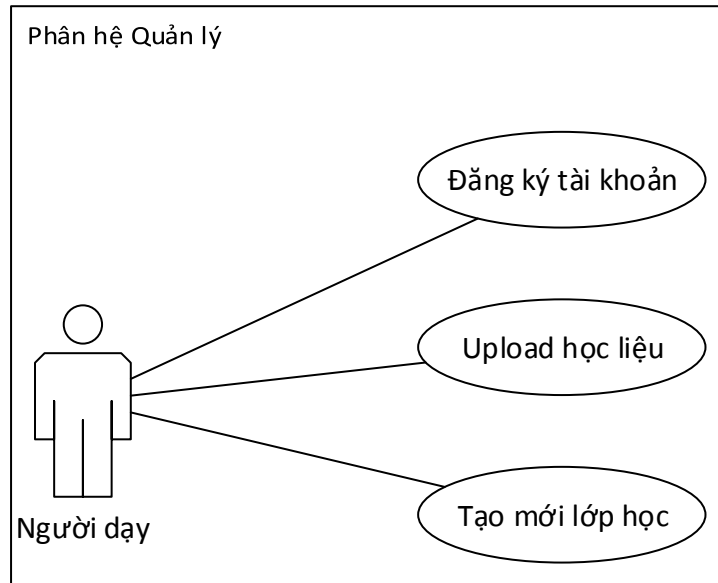 Phân hệ Quản lý
Đăng ký tài khoản
Upload học liệu
Tạo mới lớp học
Người dạy